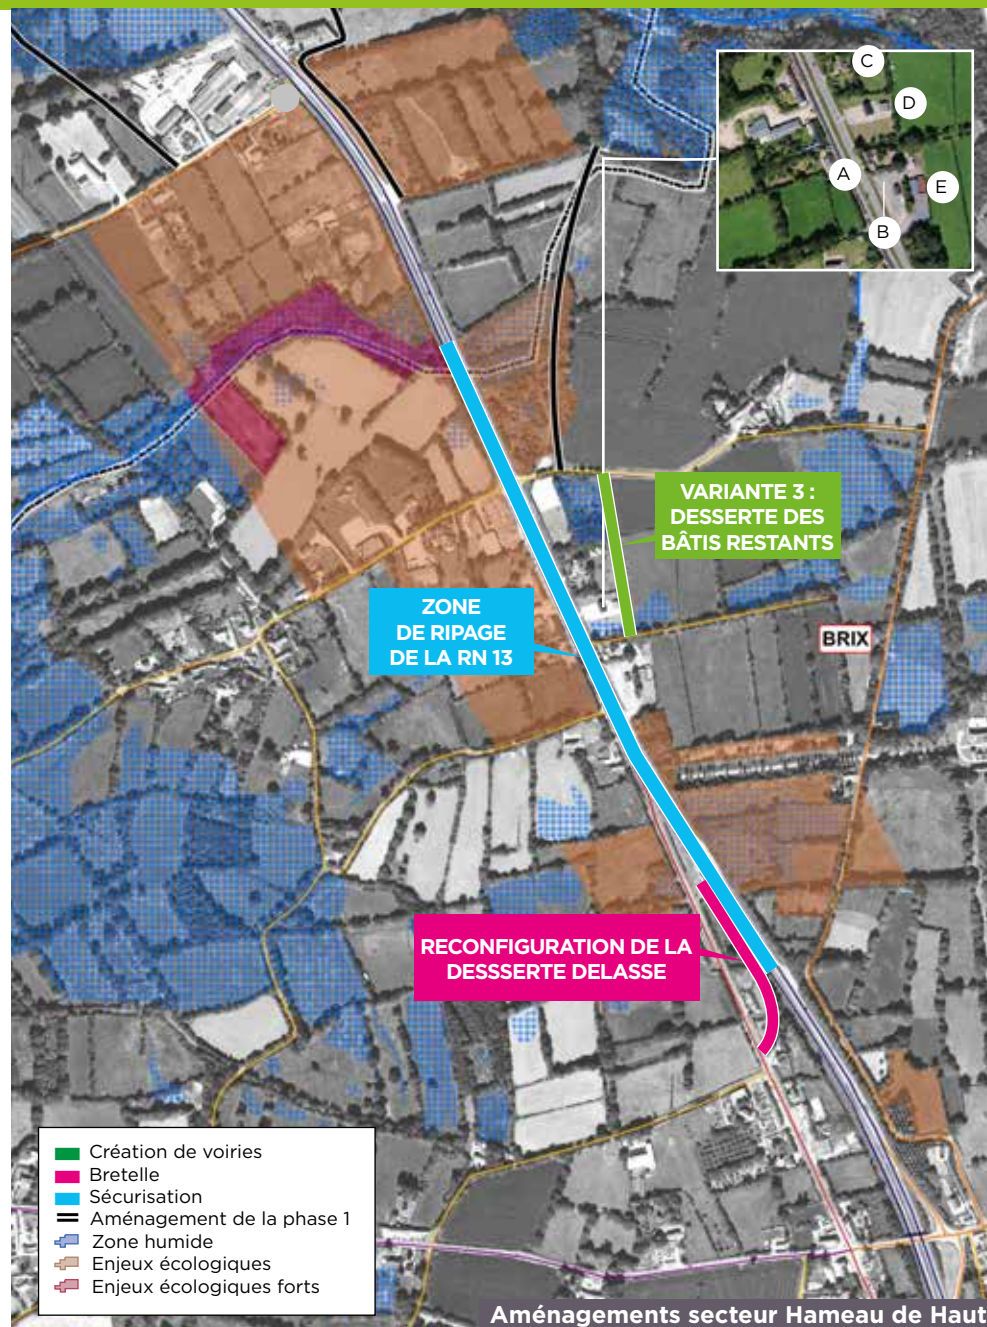 C
D
A
E
B
VARIANTE 3 :
DESSERTE DES
BÂTIS RESTANTS
ZONE
DE RIPAGE
DE LA RN 13
BRIX
RECONFIGURATION DE LA
DESSSERTE DELASSE
Création de voiries
Bretelle
Sécurisation
Aménagement de la phase 1
Zone humide
Enjeux écologiques
Enjeux écologiques forts
Aménagements secteur Hameau de Haut